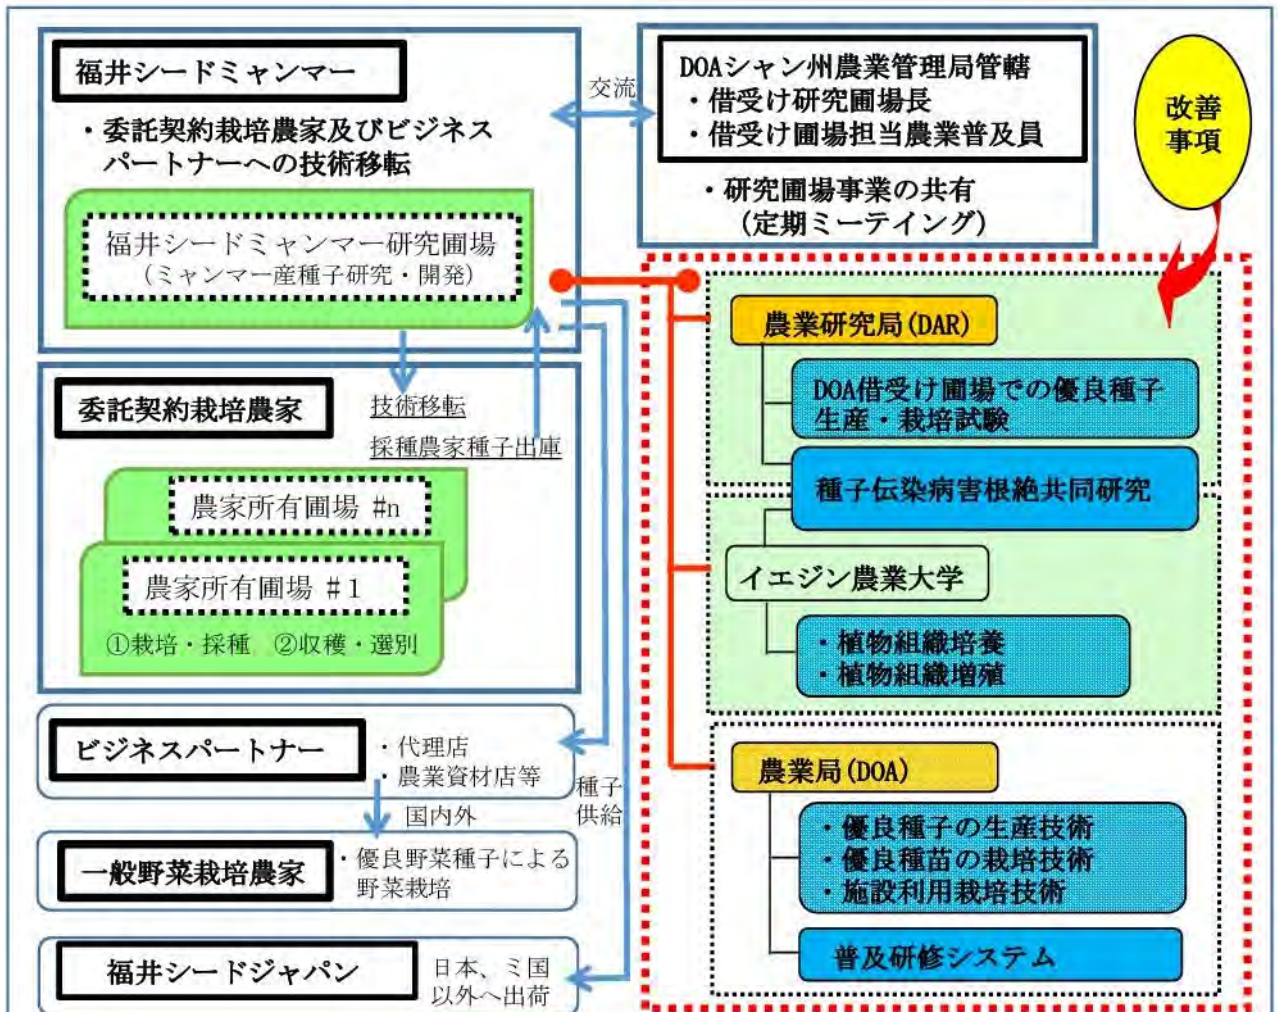 福井シードミャンマー
・委託契約栽培農家及びビジネス
パートナーへの技術移転
福井シードミャンマー研究圃場
（ミャンマー産種子研究・開発）
交流
DOAシャン州農業管理局管轄
・借受け研究圃場長
・借受け圃場担当農業普及員
・研究圃場事業の共有
（定期ミーテイング）
改善
事項
委託契約栽培農家
技術移転
採種農家種子出庫
農家所有圃場 #n
農家所有圃場 #1
①栽培・採種 ②収穫・選別
ビジネスパートナー
・代理店
・農業資材店等
国内外
種子
供給
一般野菜栽培農家
・優良野菜種子による
野菜栽培
福井シードジャパン
日本、ミ国
以外へ出荷
農業研究局(DAR)
DOA借受け圃場での優良種子
生産・栽培試験
種子伝染病害根絶共同研究
イエジン農業大学
・植物組織培養
・植物組織増殖
農業局(DOA)
・優良種子の生産技術
・優良種苗の栽培技術
・施設利用栽培技術
普及研修システム